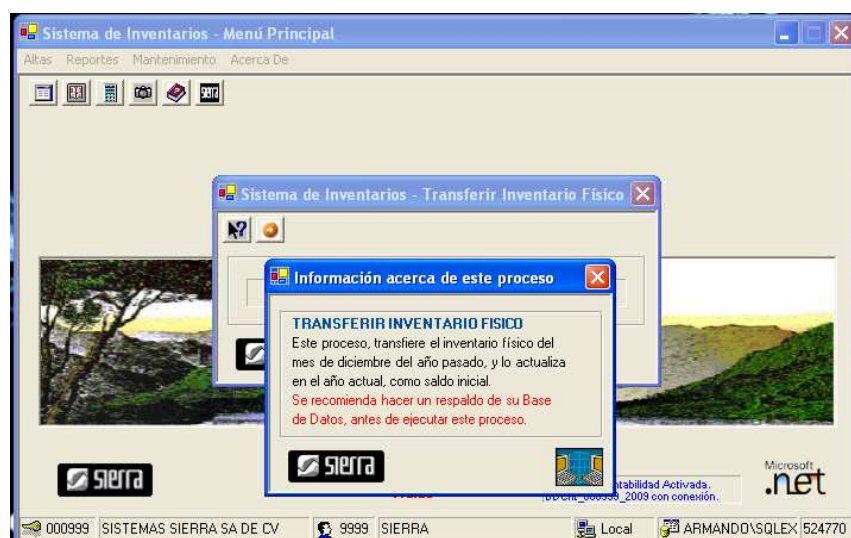 Sistema de Inventarios - Menú Principal
Altas Reportes Mantenimiento Acerca De
Sistema de Inventarios - Transferir Inventario Físico
Información acerca de este proceso
TRANSFERIR INVENTARIO FISICO
Este proceso, transfiere el inventario físico del
mes de diciembre del año pasado, y lo actualiza
en el año actual, como saldo inicial.
Se recomienda hacer un respaldo de su Base
de Datos, antes de ejecutar este proceso.
sierra
sierra
Activada.
2009 con conexión.
Microsoft
.net
000999 SISTEMAS SIERRA SA DE CV 9999 SIERRA Local ARMANDO\SQLEX 524770